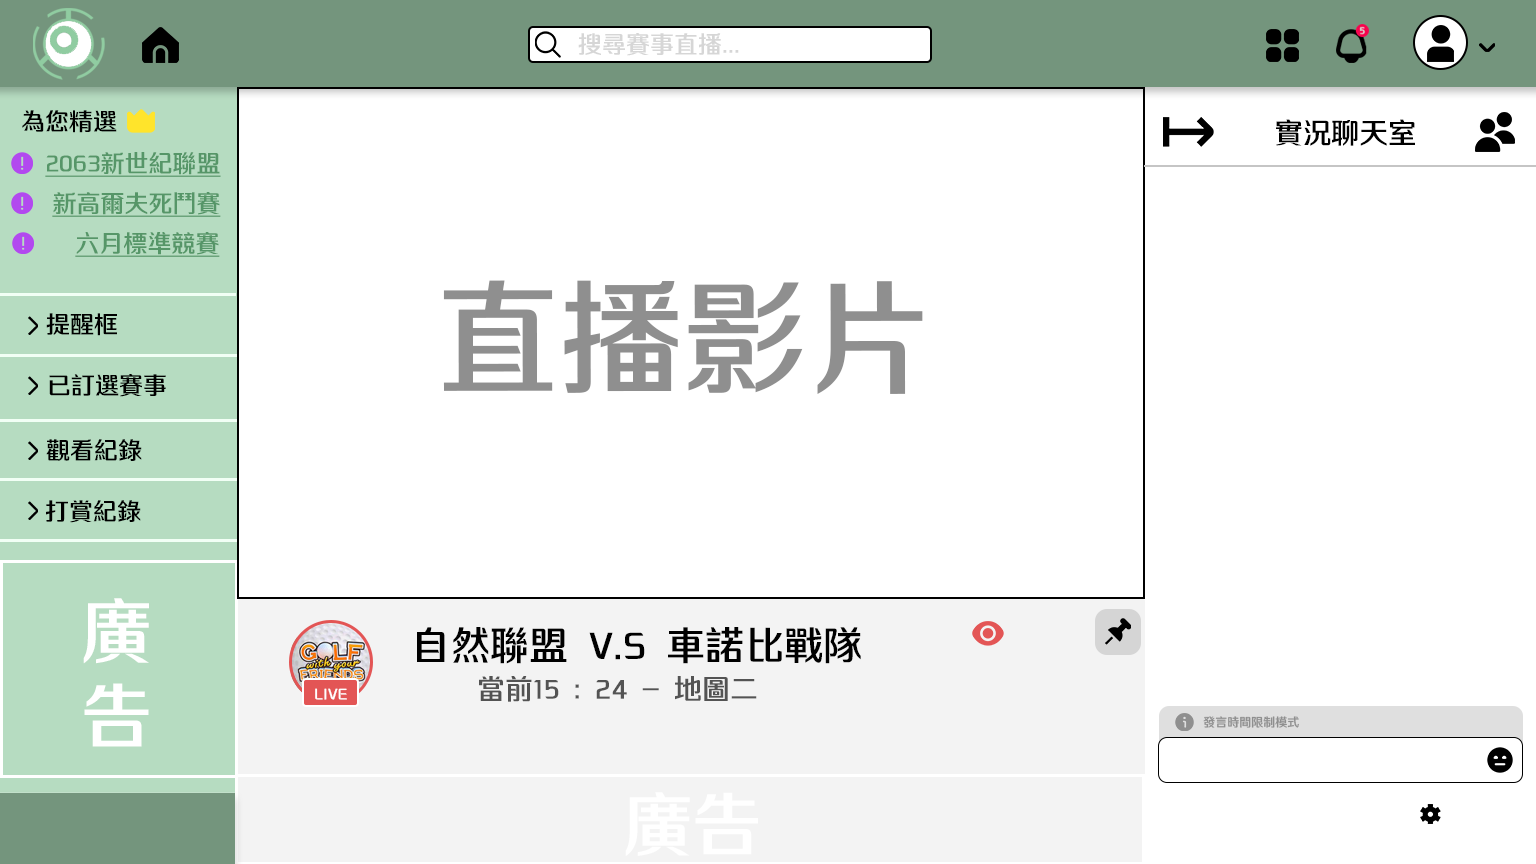 搜尋賽事直播...
5
為您精選
2063新世紀聯盟
新高爾夫死鬥賽
六月標準競賽
提醒框
已訂選賽事
觀看紀錄
打賞紀錄
廣
告
直播影片
GOLF
with your
FRIENDS
LIVE
自然聯盟 V.S 車諾比戰隊
當前15 : 24 － 地圖二
廣告
實況聊天室
發言時間限制模式